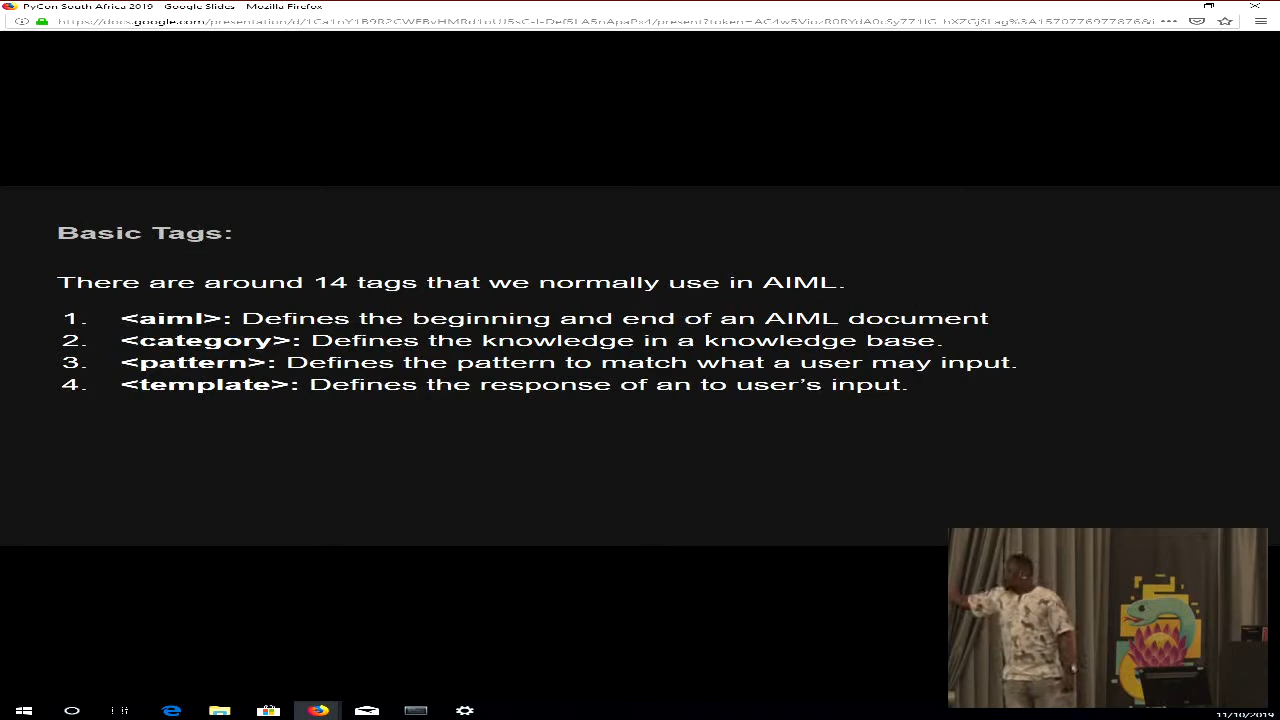 PyCon South Africa 2019 - Google Slides - Mozilla Firefox
Basic Tags:
There are around 14 tags that we normally use in AIML.
1. <aiml>: Defines the beginning and end of an AIML document
2. <category>: Defines the knowledge in a knowledge base.
3. <pattern>: Defines the pattern to match what a user may input.
4. <template>: Defines the response of an to user’s input.
11/10/2019